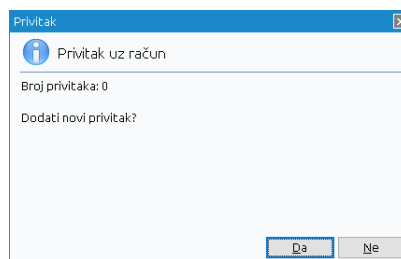 Privitak
Privitak uz račun
Broj privitaka: 0
Dodati novi privitak?
Da
Ne